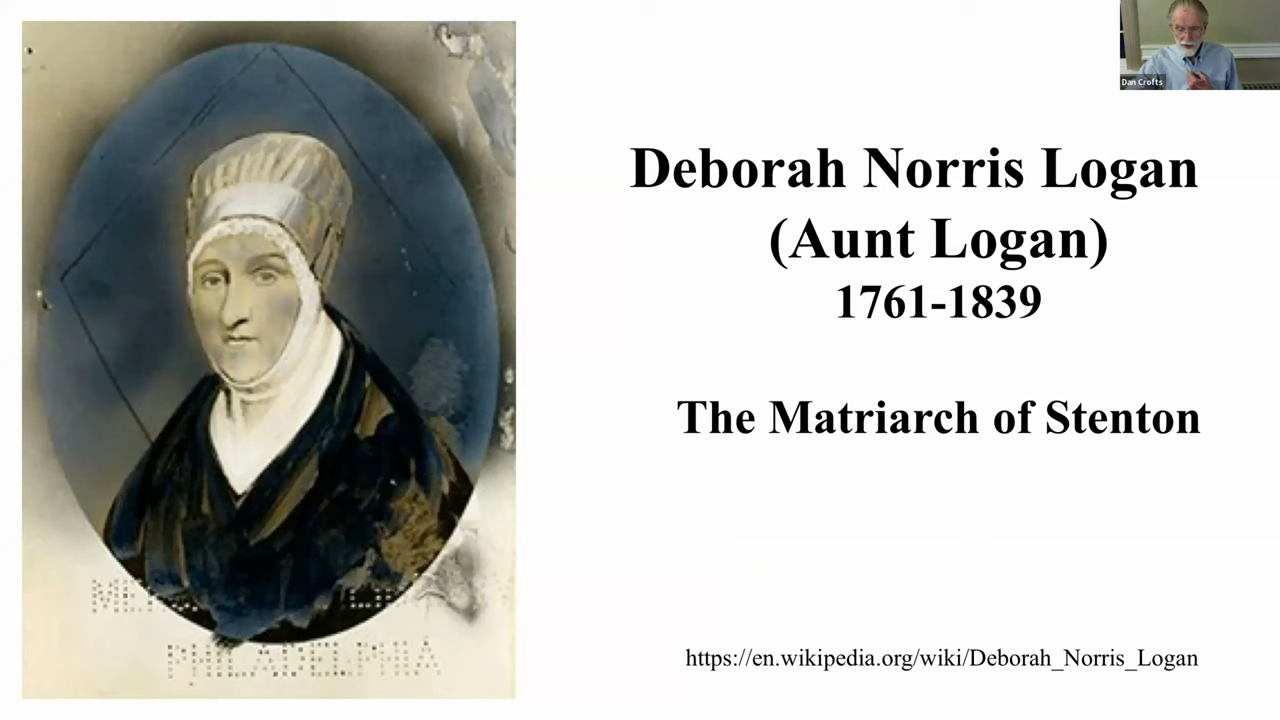 Dan Crofts
Deborah Norris Logan
(Aunt Logan)
1761-1839
The Matriarch of Stenton
https://en.wikipedia.org/wiki/Deborah_Norris_Logan